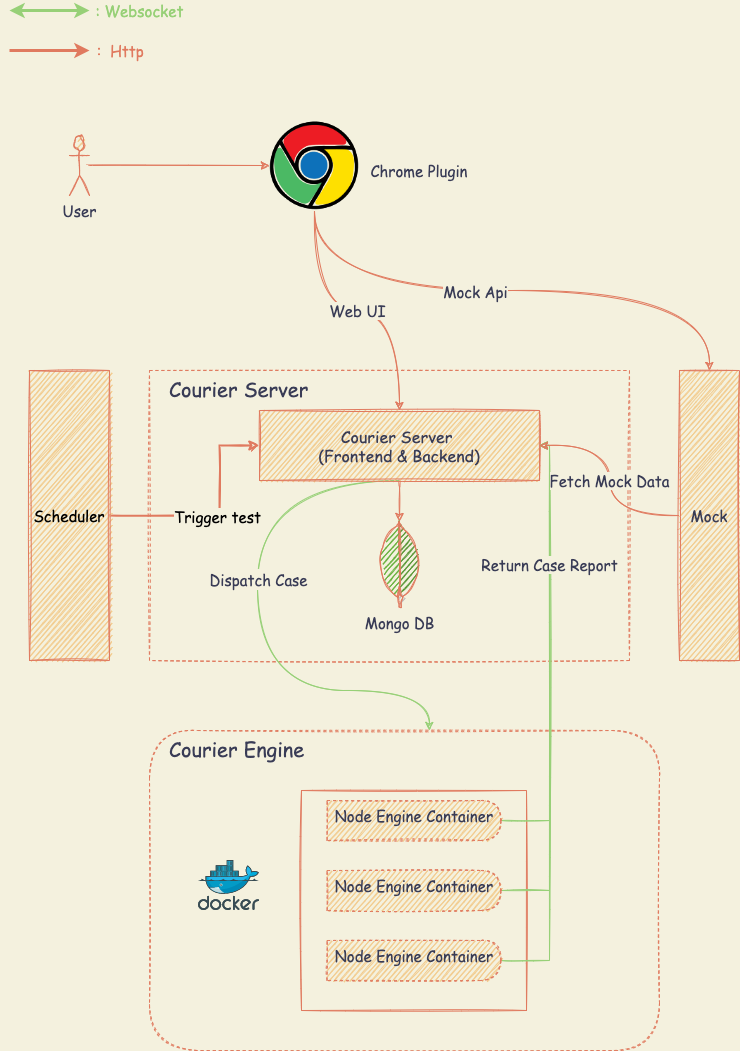 : Websocket
: Http
Chrome Plugin
User
Mock Api
Web UI
Courier Server
Courier Server
(Frontend & Backend)
Fetch Mock Data
Scheduler
Trigger test
Mock
Return Case Report
Dispatch Case
Mongo DB
Courier Engine
Node Engine Container
Node Engine Container
docker
Node Engine Container